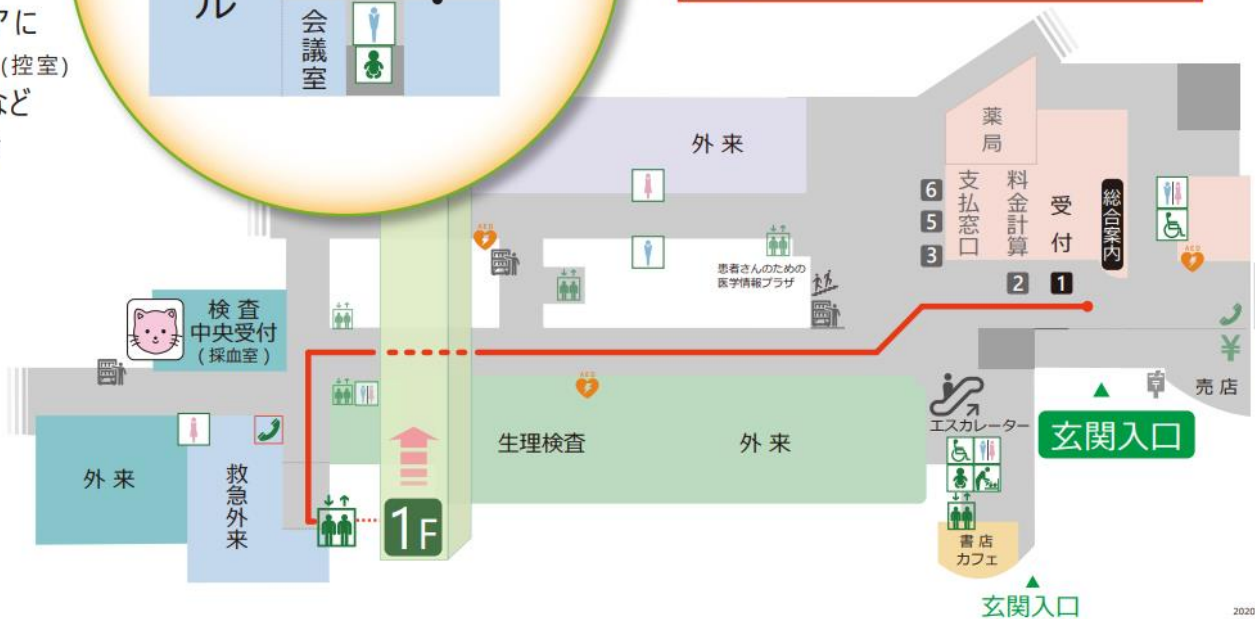 アに
(控室)
など
ル
会議室
外来
薬局
6
5
3
支払窓口
料金計算
2
受付
1
総合案内
AED
AED
患者さんのための
医学情報プラザ
検査
中央受付
(採血室)
AED
¥
〒
売店
エスカレーター
玄関入口
外来
救急外来
生理検査
外来
1F
書店
カフェ
玄関入口
2020